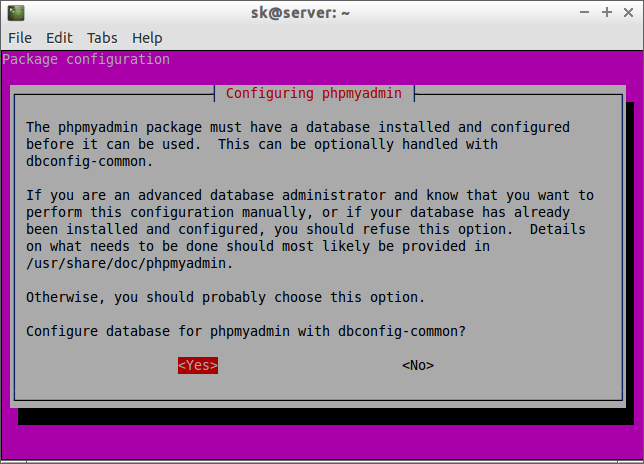 sk@server: ~
File Edit Tabs Help
Package configuration
Configuring phpmyadmin
The phpmyadmin package must have a database installed and configured
before it can be used.  This can be optionally handled with
dbconfig-common.
If you are an advanced database administrator and know that you want to
perform this configuration manually, or if your database has already
been installed and configured, you should refuse this option.  Details
on what needs to be done should most likely be provided in
/usr/share/doc/phpmyadmin.
Otherwise, you should probably choose this option.
Configure database for phpmyadmin with dbconfig-common?
<Yes> <No>